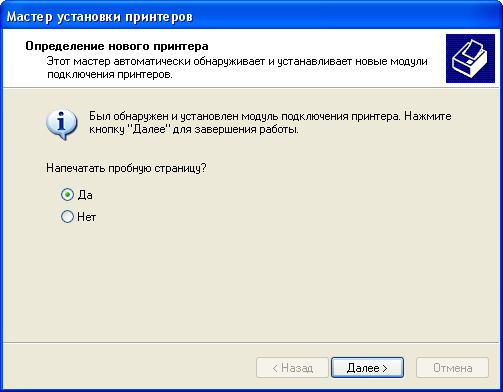 Мастер установки принтеров
Определение нового принтера
Этот мастер автоматически обнаруживает и устанавливает новые модули
подключения принтеров.
Был обнаружен и установлен модуль подключения принтера. Нажмите
кнопку "Далее" для завершения работы.
Напечатать пробную страницу?
Да
Нет
< Назад
Далее >
Отмена